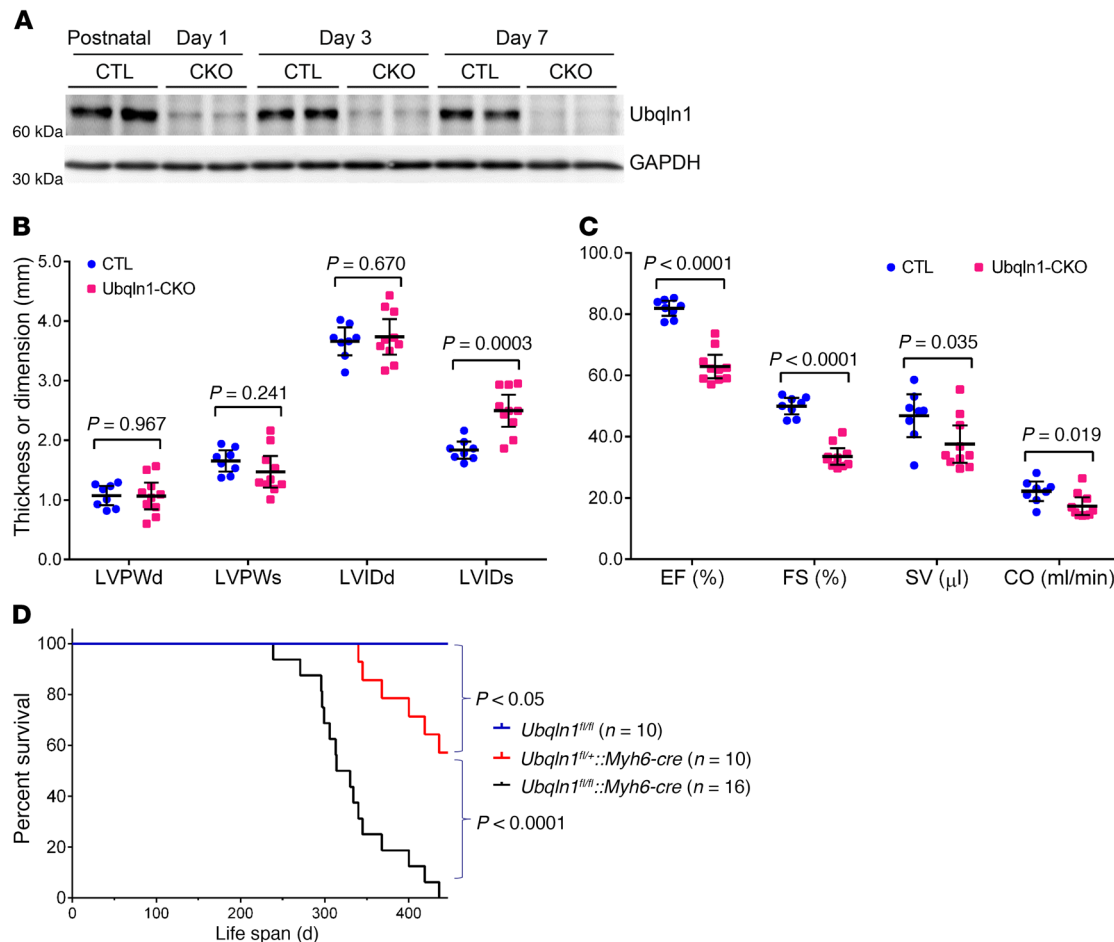 A
Postnatal Day 1 Day 3 Day 7
CTL CKO CTL CKO CTL CKO
Ubqln1
60 kDa
GAPDH
30 kDa
B
CTL
Ubqln1-CKO
Thickness or dimension (mm)
5.0
4.0
3.0
2.0
1.0
0.0
P = 0.967
P = 0.241
P = 0.670
P = 0.0003
LVPWd LVPWs LVIDd LVIDs
C
CTL Ubqln1-CKO
100.0
80.0
60.0
40.0
20.0
0.0
P < 0.0001
P < 0.0001
P = 0.035
P = 0.019
EF (%) FS (%) SV (μl) CO (ml/min)
D
Percent survival
100
80
60
40
20
0
0 100 200 300 400
Life span (d)
P < 0.05
Ubqln1fl/fl (n = 10)
Ubqln1fl/+::Myh6-cre (n = 10)
Ubqln1fl/fl::Myh6-cre (n = 16)
P < 0.0001